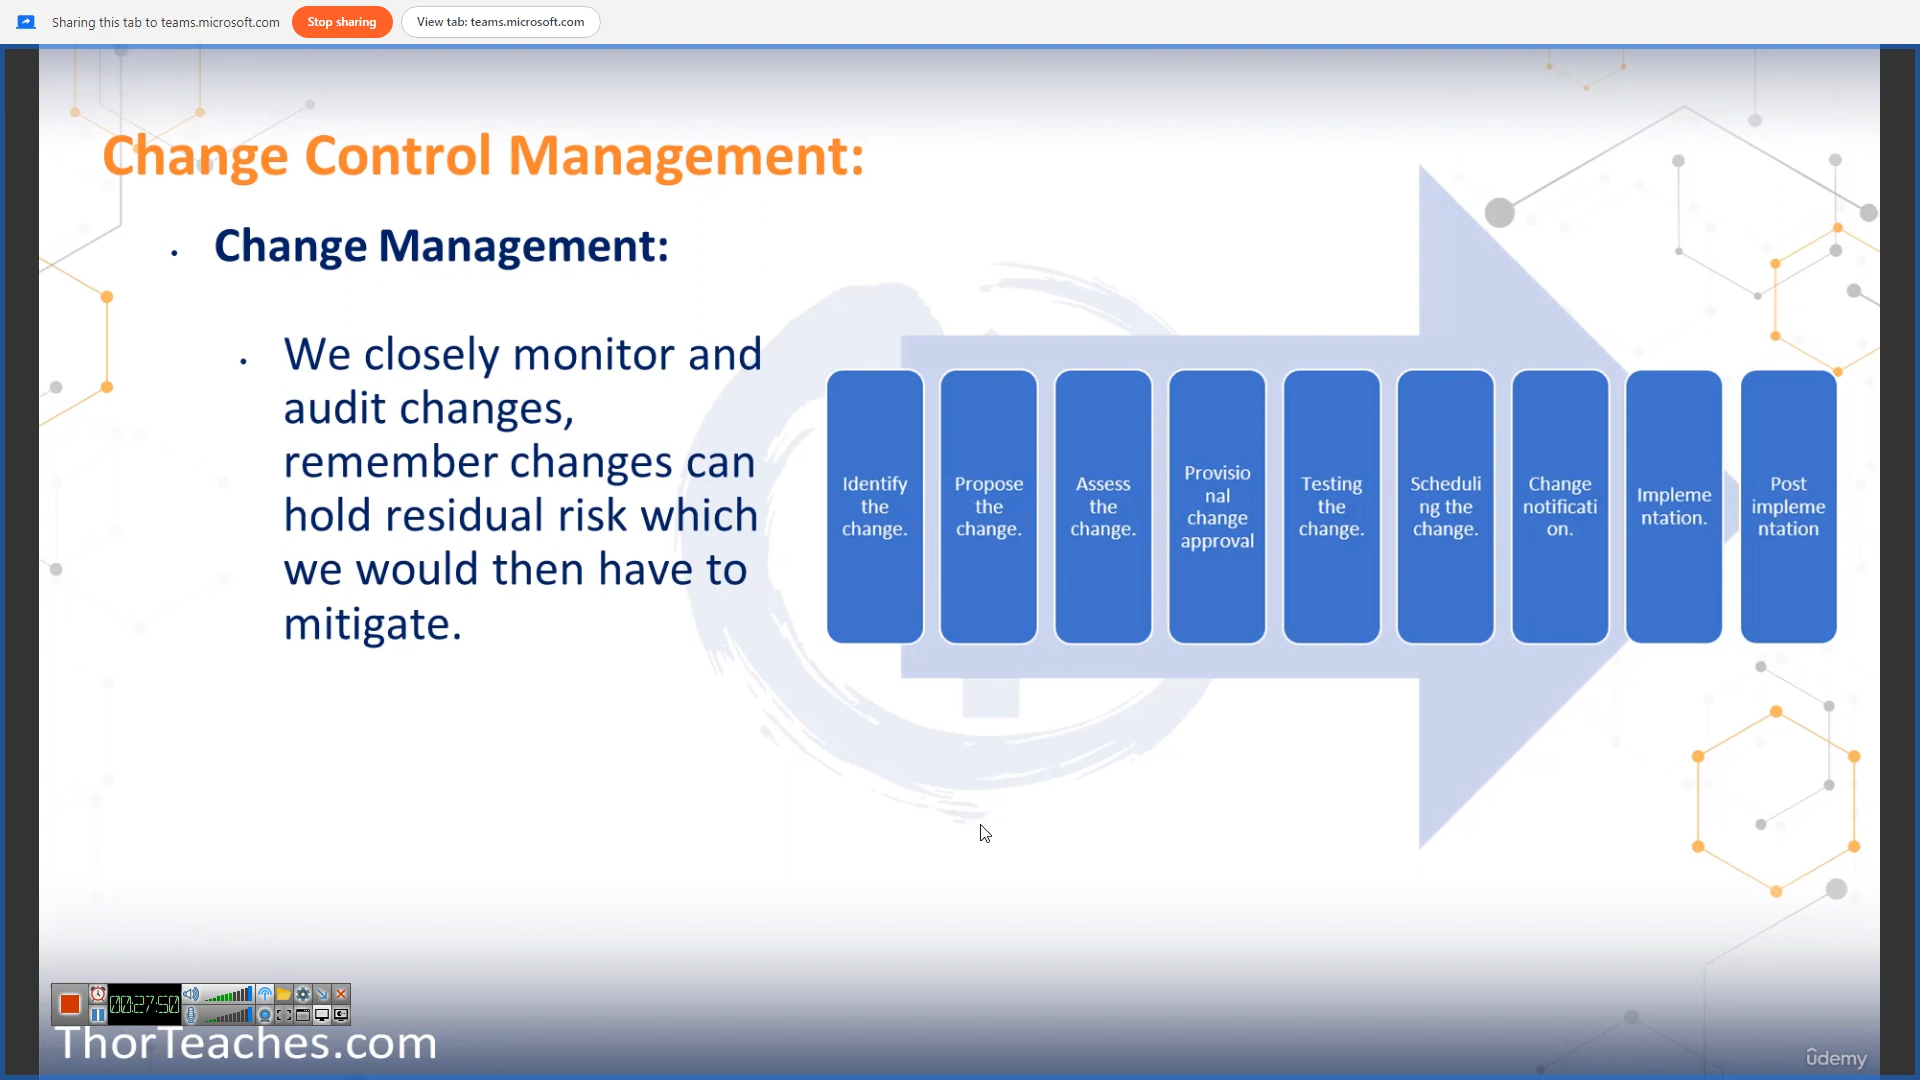 Sharing this tab to teams.microsoft.com
Stop sharing
View tab: teams.microsoft.com
Change Control Management:
• Change Management:
• We closely monitor and
audit changes,
remember changes can
hold residual risk which
we would then have to
mitigate.
Identify
the
change.
Propose
the
change.
Assess
the
change.
Provisio
nal
change
approval
Testing
the
change.
Scheduli
ng the
change.
Change
notificati
on.
Impleme
ntation.
Post
impleme
ntation
00:27:50
ThorTeaches.com
ûdemy